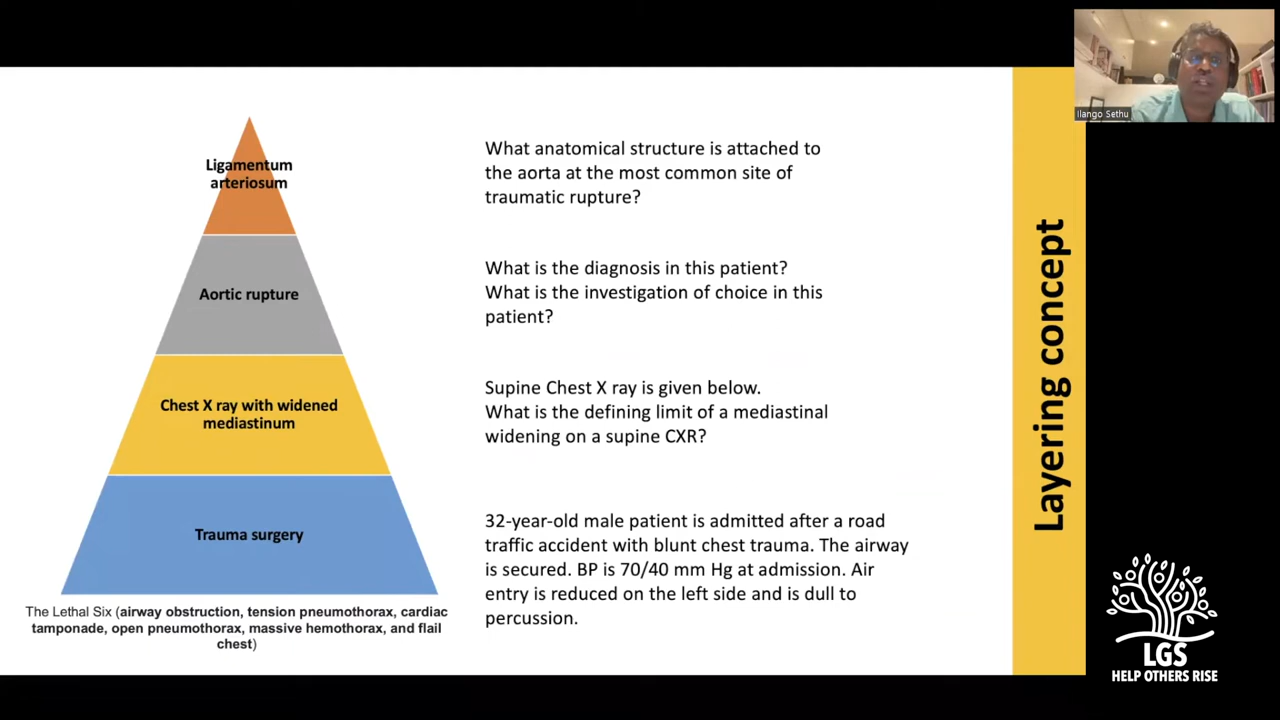 Ilango Sethu
Ligamentum
arteriosum
What anatomical structure is attached to
the aorta at the most common site of
traumatic rupture?
Aortic rupture
What is the diagnosis in this patient?
What is the investigation of choice in this
patient?
Chest X ray with widened
mediastinum
Supine Chest X ray is given below.
What is the defining limit of a mediastinal
widening on a supine CXR?
Trauma surgery
32-year-old male patient is admitted after a road
traffic accident with blunt chest trauma. The airway
is secured. BP is 70/40 mm Hg at admission. Air
entry is reduced on the left side and is dull to
percussion.
The Lethal Six (airway obstruction, tension pneumothorax, cardiac
tamponade, open pneumothorax, massive hemothorax, and flail
chest)
Layering concept
LGS
HELP OTHERS RISE